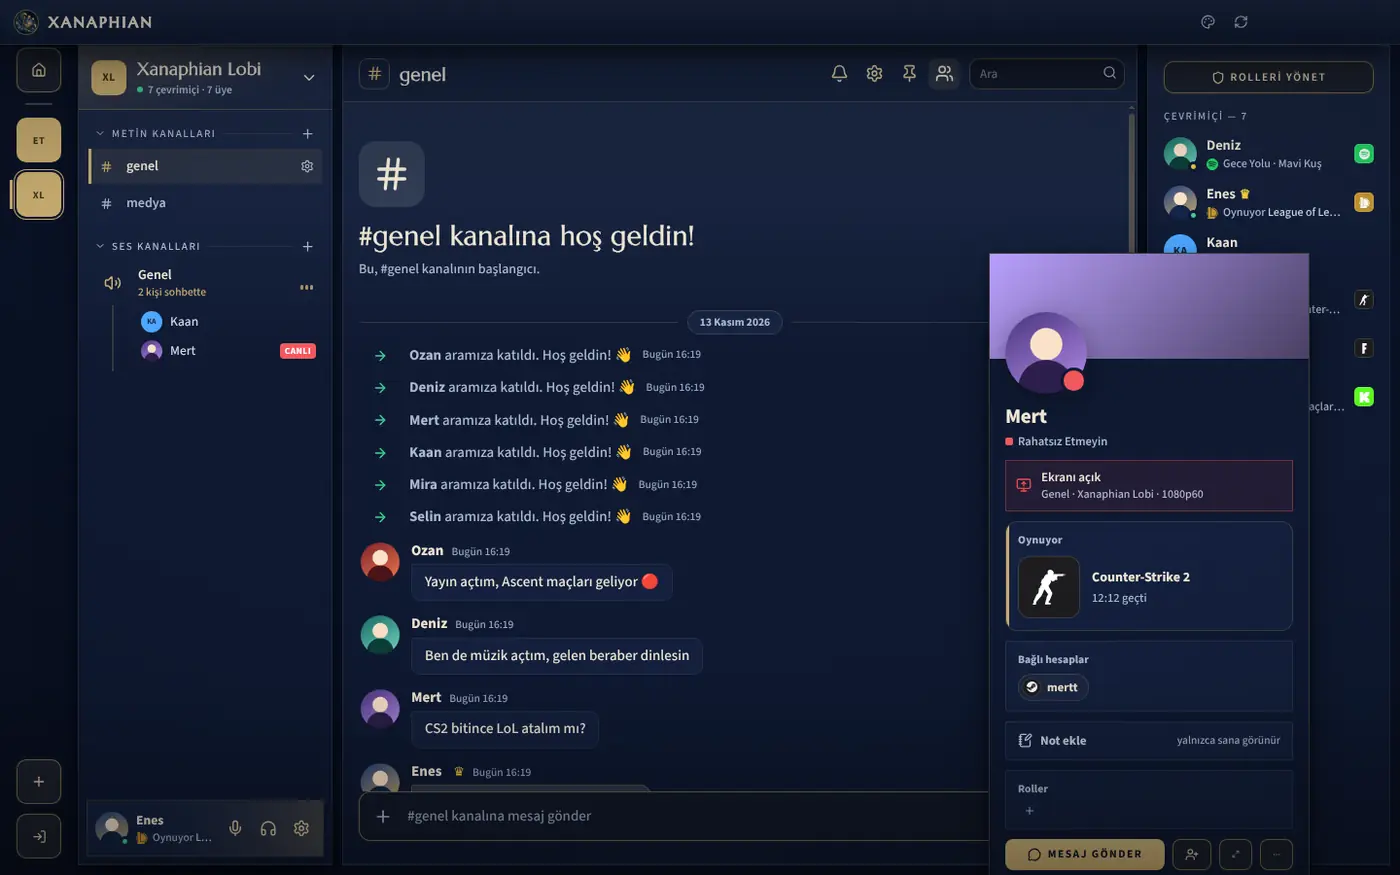 XANAPHIAN
ET
XL
XL
Xanaphian Lobi
7 çevrimiçi · 7 üye
METİN KANALLARI
# genel
# medya
SES KANALLARI
Genel
2 kişi sohbette
KA Kaan
Mert CANLI
Enes
Oynuyor L...
# genel
Ara
#
#genel kanalına hoş geldin!
Bu, #genel kanalının başlangıcı.
13 Kasım 2026
Ozan aramıza katıldı. Hoş geldin! 👋 Bugün 16:19
Deniz aramıza katıldı. Hoş geldin! 👋 Bugün 16:19
Mert aramıza katıldı. Hoş geldin! 👋 Bugün 16:19
Kaan aramıza katıldı. Hoş geldin! 👋 Bugün 16:19
Mira aramıza katıldı. Hoş geldin! 👋 Bugün 16:19
Selin aramıza katıldı. Hoş geldin! 👋 Bugün 16:19
Ozan Bugün 16:19
Yayın açtım, Ascent maçları geliyor 🔴
Deniz Bugün 16:19
Ben de müzik açtım, gelen beraber dinlesin
Mert Bugün 16:19
CS2 bitince LoL atalım mı?
Enes Bugün 16:19
#genel kanalına mesaj gönder
ROLLERİ YÖNET
ÇEVRİMİÇİ — 7
Deniz
Gece Yolu · Mavi Kuş
Enes
Oynuyor League of Le...
KA Kaan
Mert
Rahatsız Etmeyin
Ekranı açık
Genel · Xanaphian Lobi · 1080p60
Oynuyor
Counter-Strike 2
12:12 geçti
Bağlı hesaplar
mertt
Not ekle yalnızca sana görünür
Roller
+
MESAJ GÖNDER